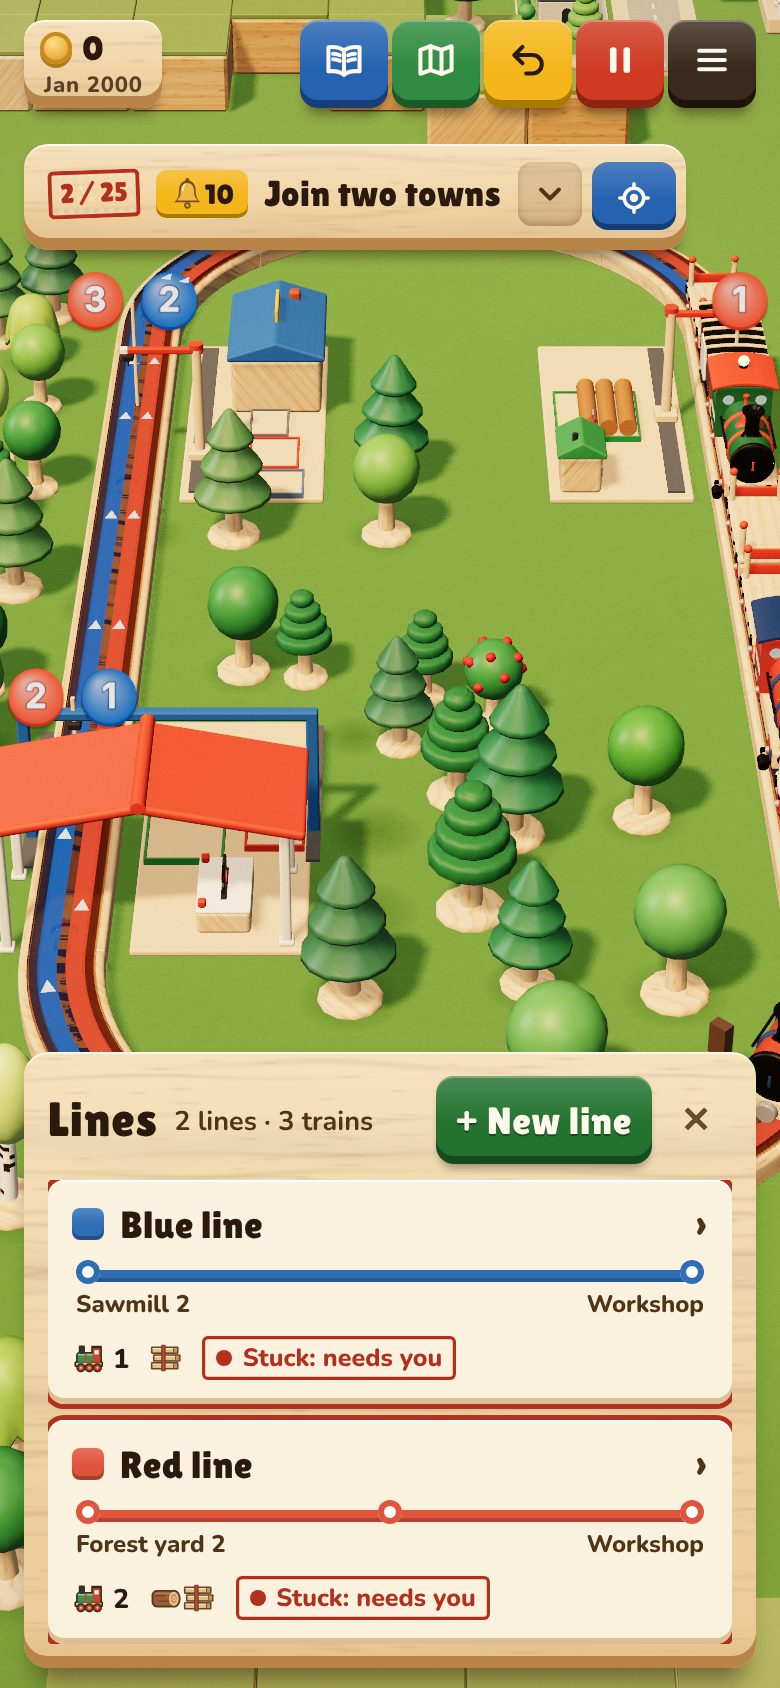 0
Jan 2000
2/25
10
Join two towns
3
2
1
2
1
Lines
2 lines · 3 trains
+ New line
Blue line
Sawmill 2
Workshop
1
Stuck: needs you
Red line
Forest yard 2
Workshop
2
Stuck: needs you